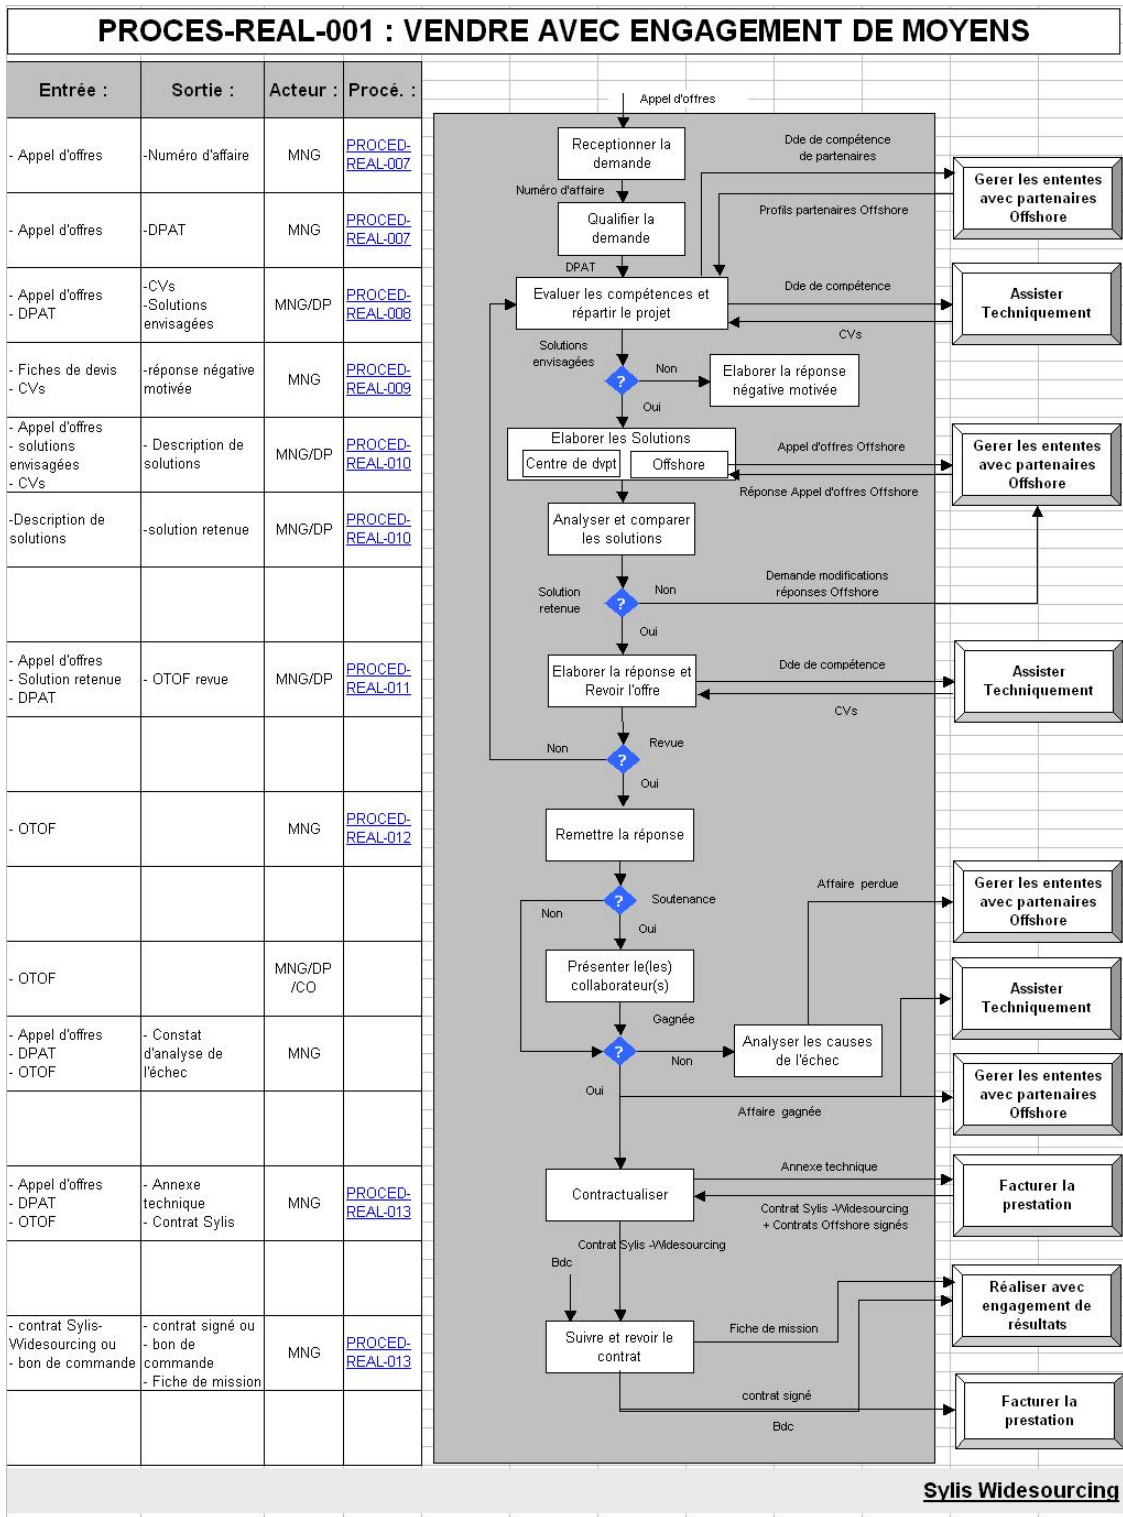 PROCES-REAL-001 : VENDRE AVEC ENGAGEMENT DE MOYENS
Entrée :
Sortie :
Acteur :
Procé. :
- Appel d'offres
-Numéro d'affaire
MNG
PROCED-
REAL-007
- Appel d'offres
-DPAT
MNG
PROCED-
REAL-007
- Appel d'offres
- DPAT
-CVs
-Solutions
envisagées
MNG/DP
PROCED-
REAL-008
- Fiches de devis
- CVs
-réponse négative
motivée
MNG
PROCED-
REAL-009
- Appel d'offres
- solutions
envisagées
- CVs
- Description de
solutions
MNG/DP
PROCED-
REAL-010
-Description de
solutions
-solution retenue
MNG/DP
PROCED-
REAL-010
- Appel d'offres
- Solution retenue
- DPAT
- OTOF revue
MNG/DP
PROCED-
REAL-011
- OTOF
MNG
PROCED-
REAL-012
- OTOF
MNG/DP
/CO
- Appel d'offres
- DPAT
- OTOF
- Constat
d'analyse de
l'échec
MNG
- Appel d'offres
- DPAT
- OTOF
- Annexe
technique
- Contrat Sylis
MNG
PROCED-
REAL-013
- contrat Sylis-
Widesourcing ou
- bon de commande
- contrat signé ou
- bon de
commande
- Fiche de mission
MNG
PROCED-
REAL-013
Appel d'offres
Receptionner la
demande
Dde de compétence
de partenaires
Gerer les ententes
avec partenaires
Offshore
Numéro d'affaire
Profils partenaires Offshore
Qualifier la
demande
DPAT
Evaluer les compétences et
répartir le projet
Dde de compétence
Assister
Techniquement
CVs
Solutions
envisagées
?
Non
Elaborer la réponse
négative motivée
Oui
Elaborer les Solutions
Centre de dvpt
Offshore
Appel d'offres Offshore
Réponse Appel d'offres Offshore
Gerer les ententes
avec partenaires
Offshore
Analyser et comparer
les solutions
Solution
retenue
?
Non
Demande modifications
réponses Offshore
Oui
Elaborer la réponse et
Revoir l'offre
Dde de compétence
CVs
Assister
Techniquement
Revue
Non
?
Oui
Remettre la réponse
Soutenance
?
Non
Oui
Affaire perdue
Gerer les ententes
avec partenaires
Offshore
Présenter le(les)
collaborateur(s)
Assister
Techniquement
Gagnée
?
Non
Analyser les causes
de l'échec
Oui
Affaire gagnée
Gerer les ententes
avec partenaires
Offshore
Contractualiser
Annexe technique
Contrat Sylis -Widesourcing
+ Contrats Offshore signés
Facturer la
prestation
Contrat Sylis -Widesourcing
Bdc
Suivre et revoir le
contrat
Fiche de mission
Réaliser avec
engagement de
résultats
contrat signé
Bdc
Facturer la
prestation
Sylis Widesourcing